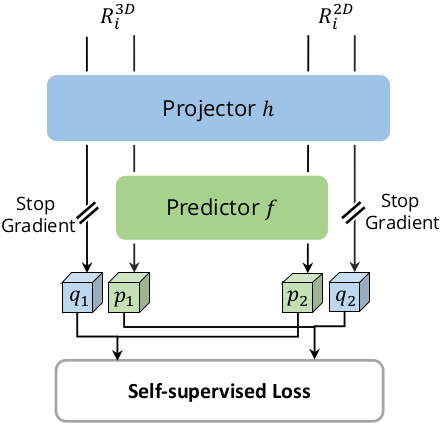 R_i^{3D} R_i^{2D}
Projector h
Predictor f
Stop
Gradient
Stop
Gradient
q_1 p_1 p_2 q_2
Self-supervised Loss